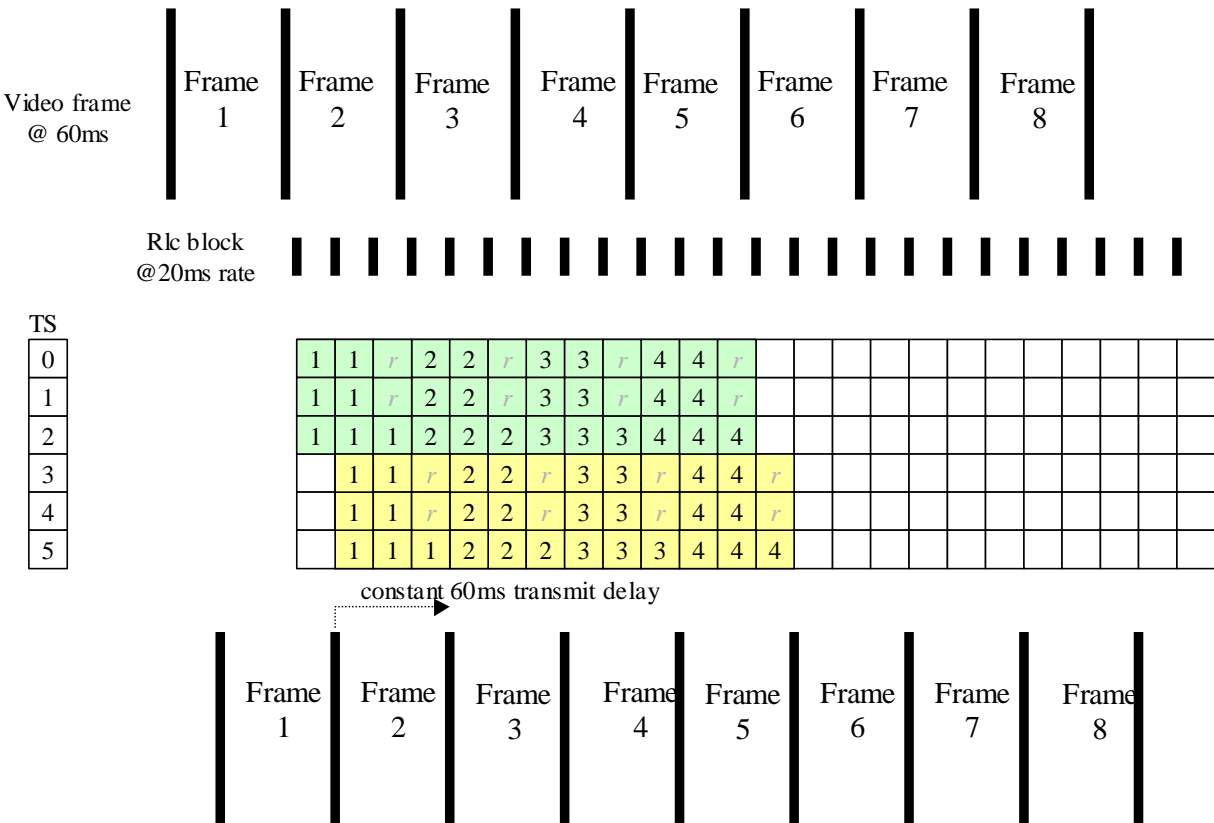 Frame 1
Frame 2
Frame 3
Frame 4
Frame 5
Frame 6
Frame 7
Frame 8
Video frame
@ 60ms
Rlc block
@20ms rate
TS
0 1 1 r 2 2 r 3 3 r 4 4 r
1 1 1 r 2 2 r 3 3 r 4 4 r
2 1 1 1 2 2 2 3 3 3 4 4 4
3 1 1 r 2 2 r 3 3 r 4 4 r
4 1 1 r 2 2 r 3 3 r 4 4 r
5 1 1 1 2 2 2 3 3 3 4 4 4
constant 60ms transmit delay
Frame 1
Frame 2
Frame 3
Frame 4
Frame 5
Frame 6
Frame 7
Frame 8